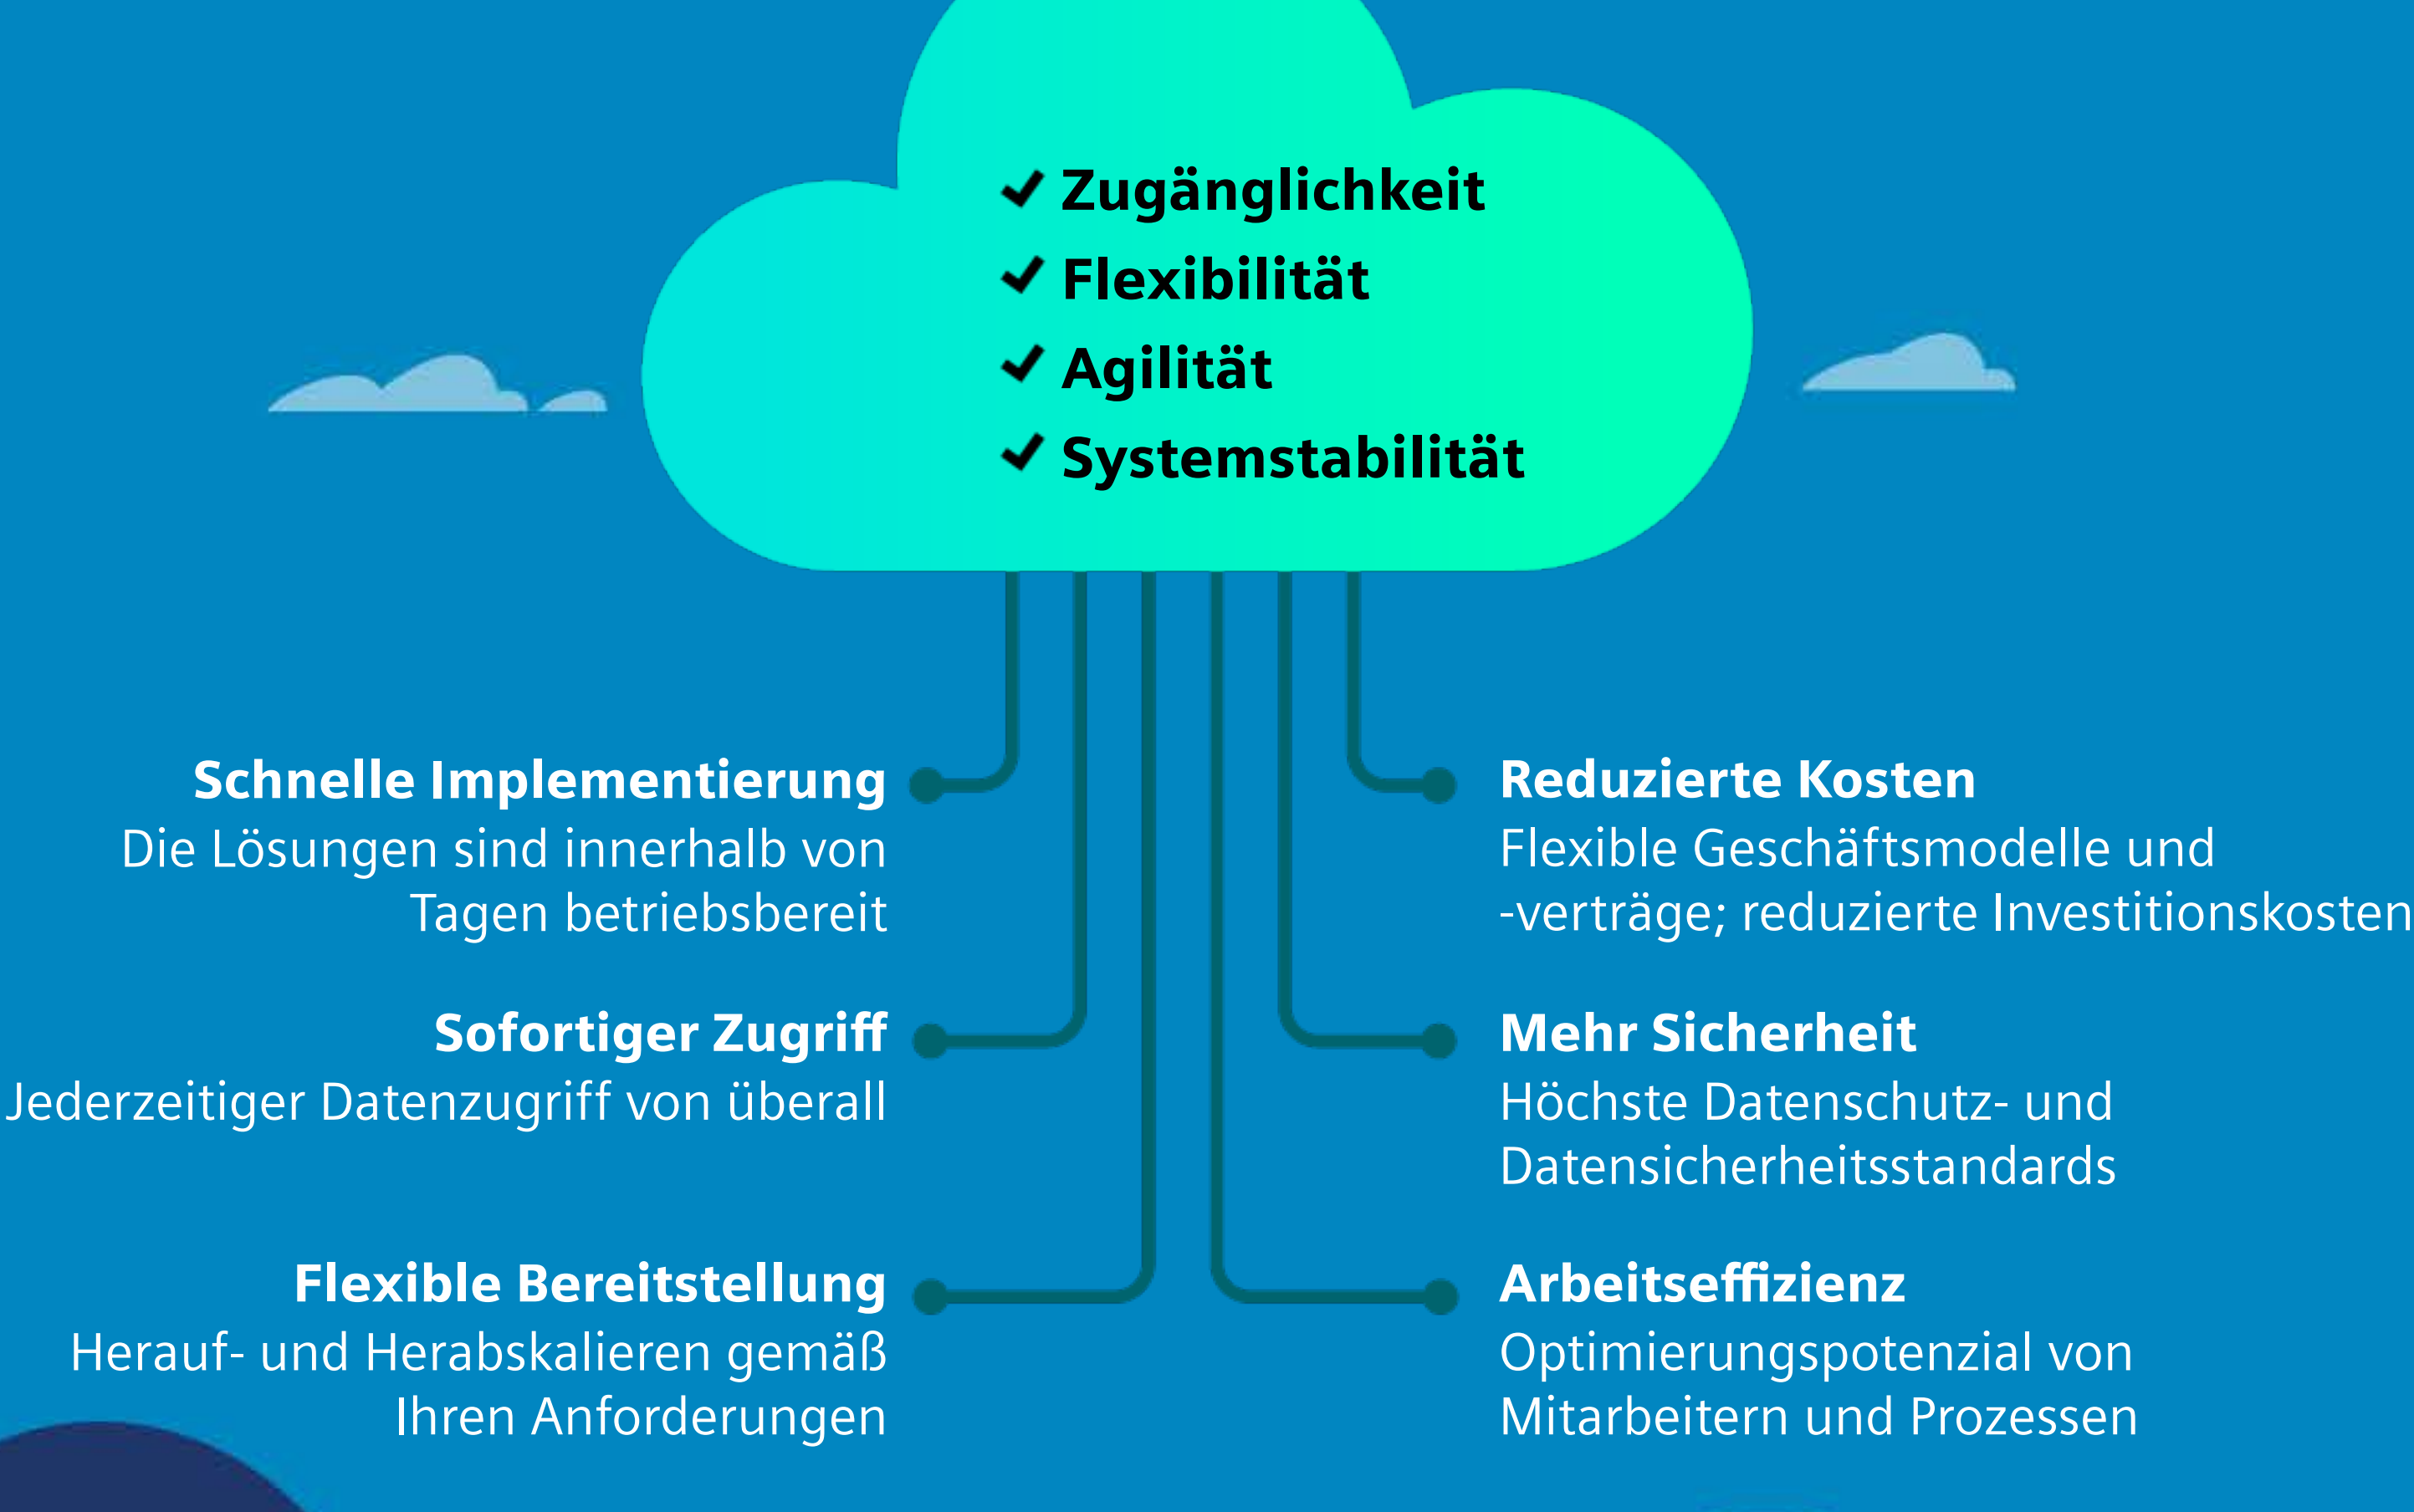 Zugänglichkeit
Flexibilität
Agilität
Systemstabilität
Schnelle Implementierung
Die Lösungen sind innerhalb von
Tagen betriebsbereit
Sofortiger Zugriff
Jederzeitiger Datenzugriff von überall
Flexible Bereitstellung
Herauf- und Herabskalieren gemäß
Ihren Anforderungen
Reduzierte Kosten
Flexible Geschäftsmodelle und
-verträge; reduzierte Investitionskosten
Mehr Sicherheit
Höchste Datenschutz- und
Datensicherheitsstandards
Arbeitseffizienz
Optimierungspotenzial von
Mitarbeitern und Prozessen